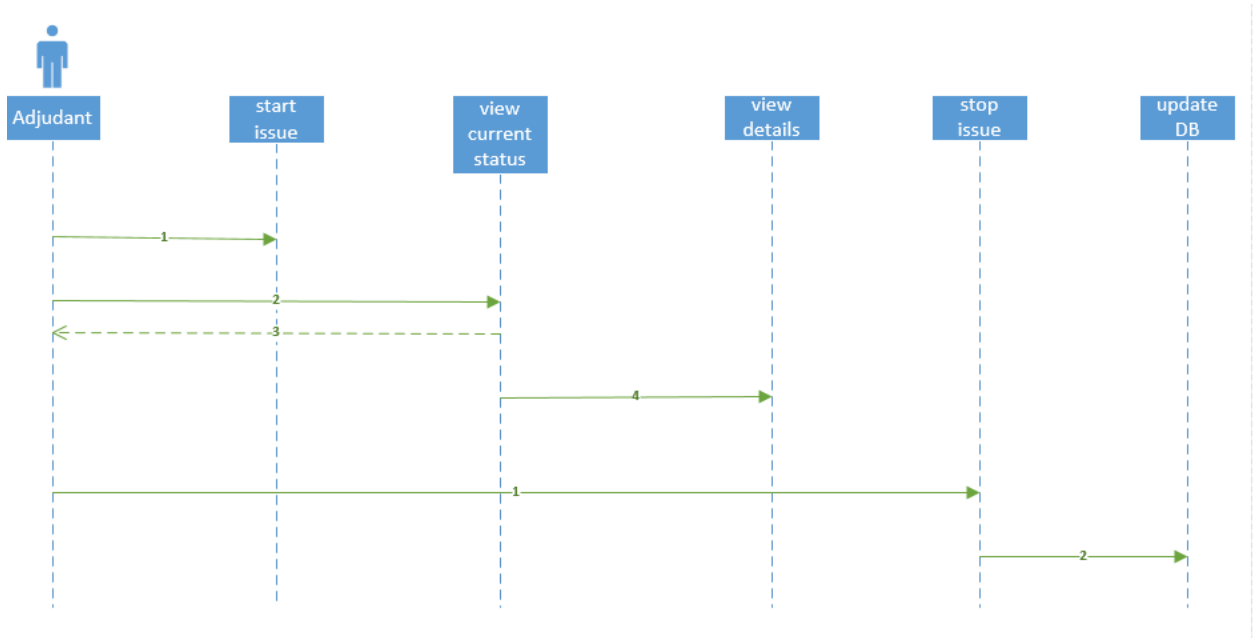 Adjudant
start
issue
view
current
status
view
details
stop
issue
update
DB
1
2
3
4
1
2